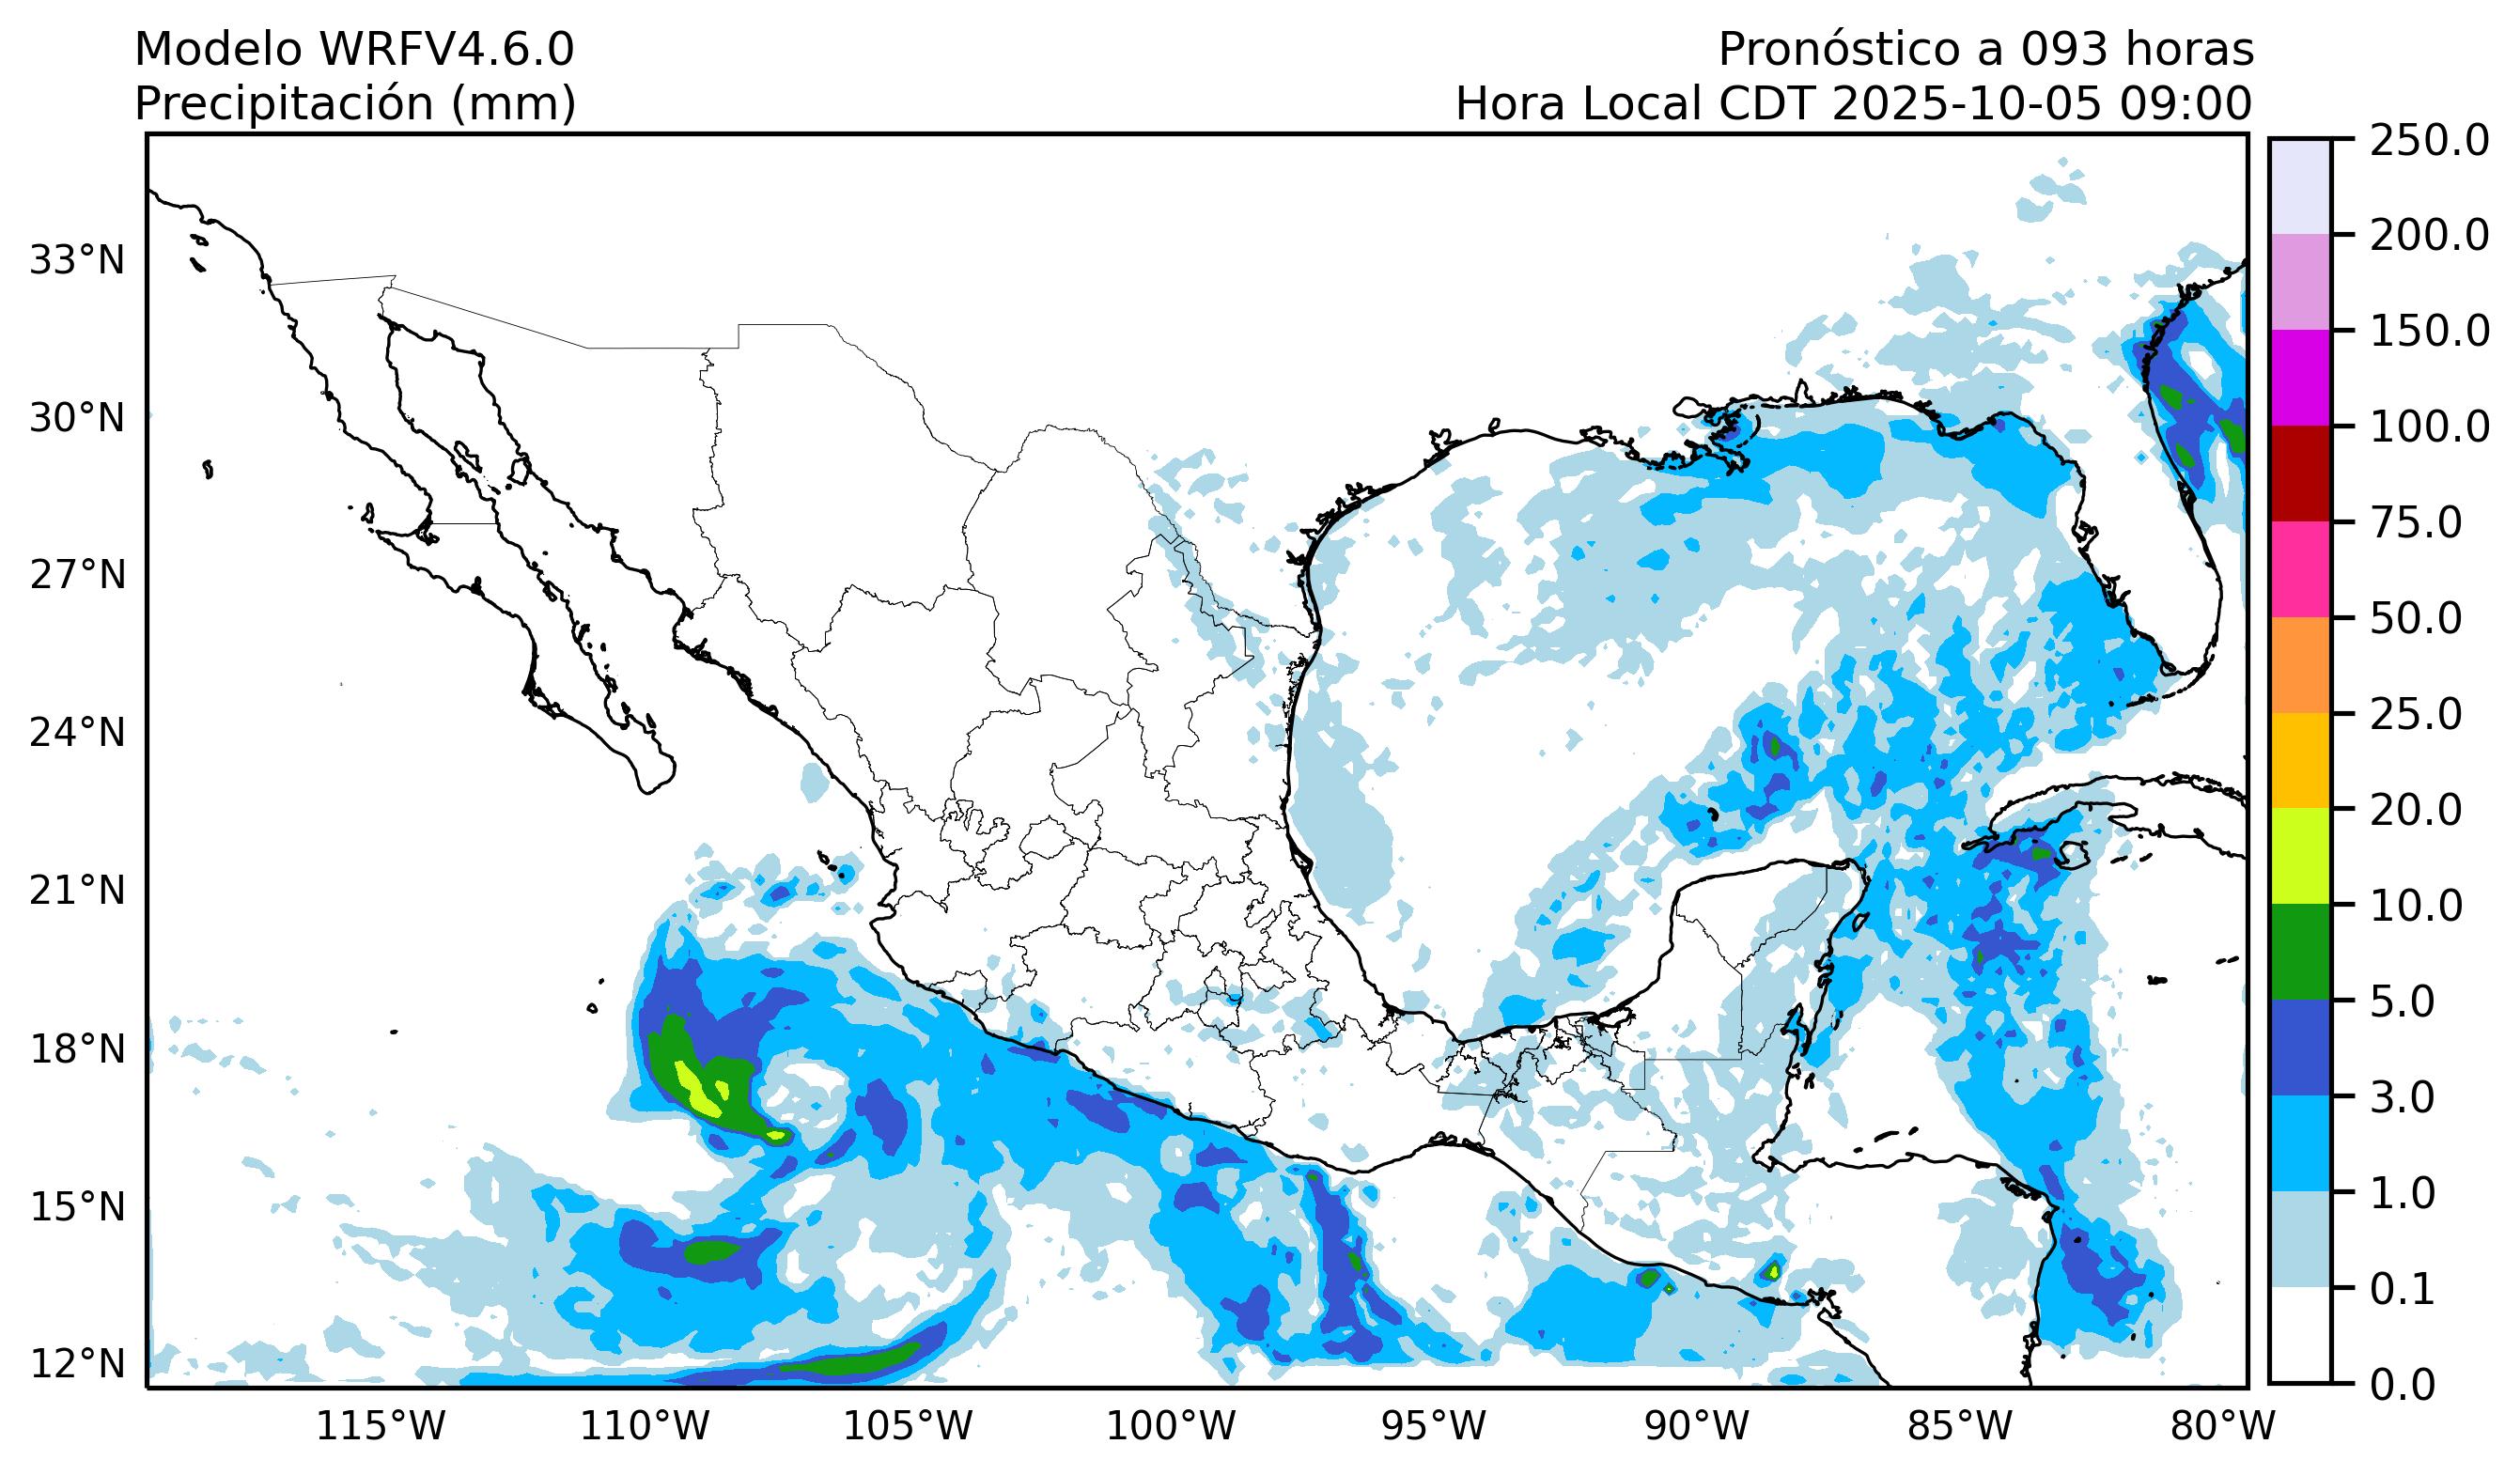 Modelo WRFV4.6.0
Precipitación (mm)
Pronóstico a 093 horas
Hora Local CDT 2025-10-05 09:00
33°N
30°N
27°N
24°N
21°N
18°N
15°N
12°N
115°W
110°W
105°W
100°W
95°W
90°W
85°W
80°W
250.0
200.0
150.0
100.0
75.0
50.0
25.0
20.0
10.0
5.0
3.0
1.0
0.1
0.0